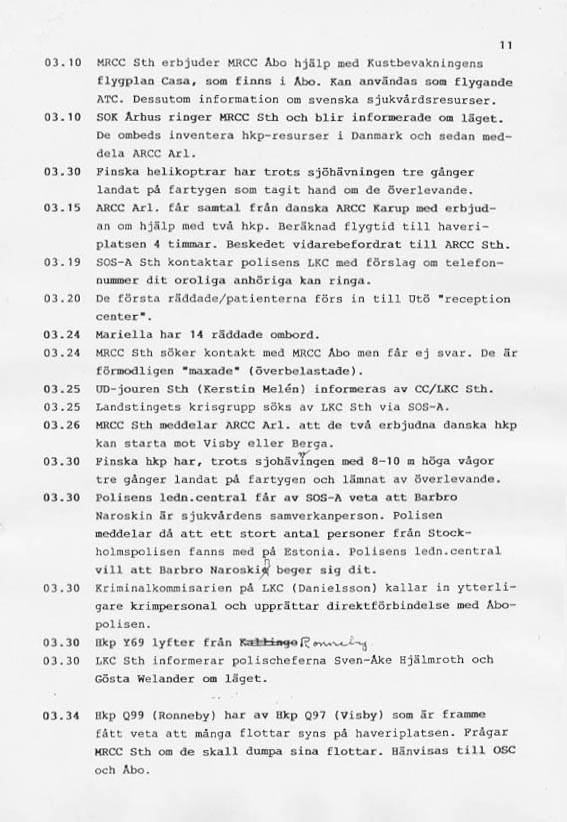 11
03.10 MRCC Sth erbjuder MRCC Åbo hjälp med Kustbevakningens
flygplan Casa, som finns i Åbo. Kan användas som flygande
ATC. Dessutom information om svenska sjukvårdsresurser.
03.10 SOK Århus ringer MRCC Sth och blir informerade om läget.
De ombeds inventera hkp-resurser i Danmark och sedan med-
dela ARCC Arl.
03.30 Finska helikoptrar har trots sjöhävningen tre gånger
landat på fartygen som tagit hand om de överlevande.
03.15 ARCC Arl. får samtal från danska ARCC Karup med erbjud-
an om hjälp med två hkp. Beräknad flygtid till haveri-
platsen 4 timmar. Beskedet vidarebefordrat till ARCC Sth.
03.19 SOS-A Sth kontaktar polisens LKC med förslag om telefon-
nummer dit oroliga anhöriga kan ringa.
03.20 De första räddade/patienterna förs in till Utö "reception
center".
03.24 Mariella har 14 räddade ombord.
03.24 MRCC Sth söker kontakt med MRCC Åbo men får ej svar. De är
förmodligen "maxade" (överbelastade).
03.25 UD-jouren Sth (Kerstin Melén) informeras av CC/LKC Sth.
03.25 Landstingets krisgrupp söks av LKC Sth via SOS-A.
03.26 MRCC Sth meddelar ARCC Arl. att de två erbjudna danska hkp
kan starta mot Visby eller Berga.
03.30 Finska hkp har, trots sjohävingen med 8-10 m höga vågor
tre gånger landat på fartygen och lämnat av överlevande.
03.30 Polisens ledn.central får av SOS-A veta att Barbro
Naroskin är sjukvårdens samverkanperson. Polisen
meddelar då att ett stort antal personer från Stock-
holmspolisen fanns med på Estonia. Polisens ledn.central
vill att Barbro Naroskin beger sig dit.
03.30 Kriminalkommisarien på LKC (Danielsson) kallar in ytterli-
gare krimpersonal och upprättar direktförbindelse med Åbo-
polisen.
03.30 Hkp Y69 lyfter från Kallinge Ronneby
03.30 LKC Sth informerar polischeferna Sven-Åke Hjälmroth och
Gösta Welander om läget.
03.34 Hkp Q99 (Ronneby) har av Hkp Q97 (Visby) som är framme
fått veta att många flottar syns på haveriplatsen. Frågar
MRCC Sth om de skall dumpa sina flottar. Hänvisas till OSC
och Åbo.